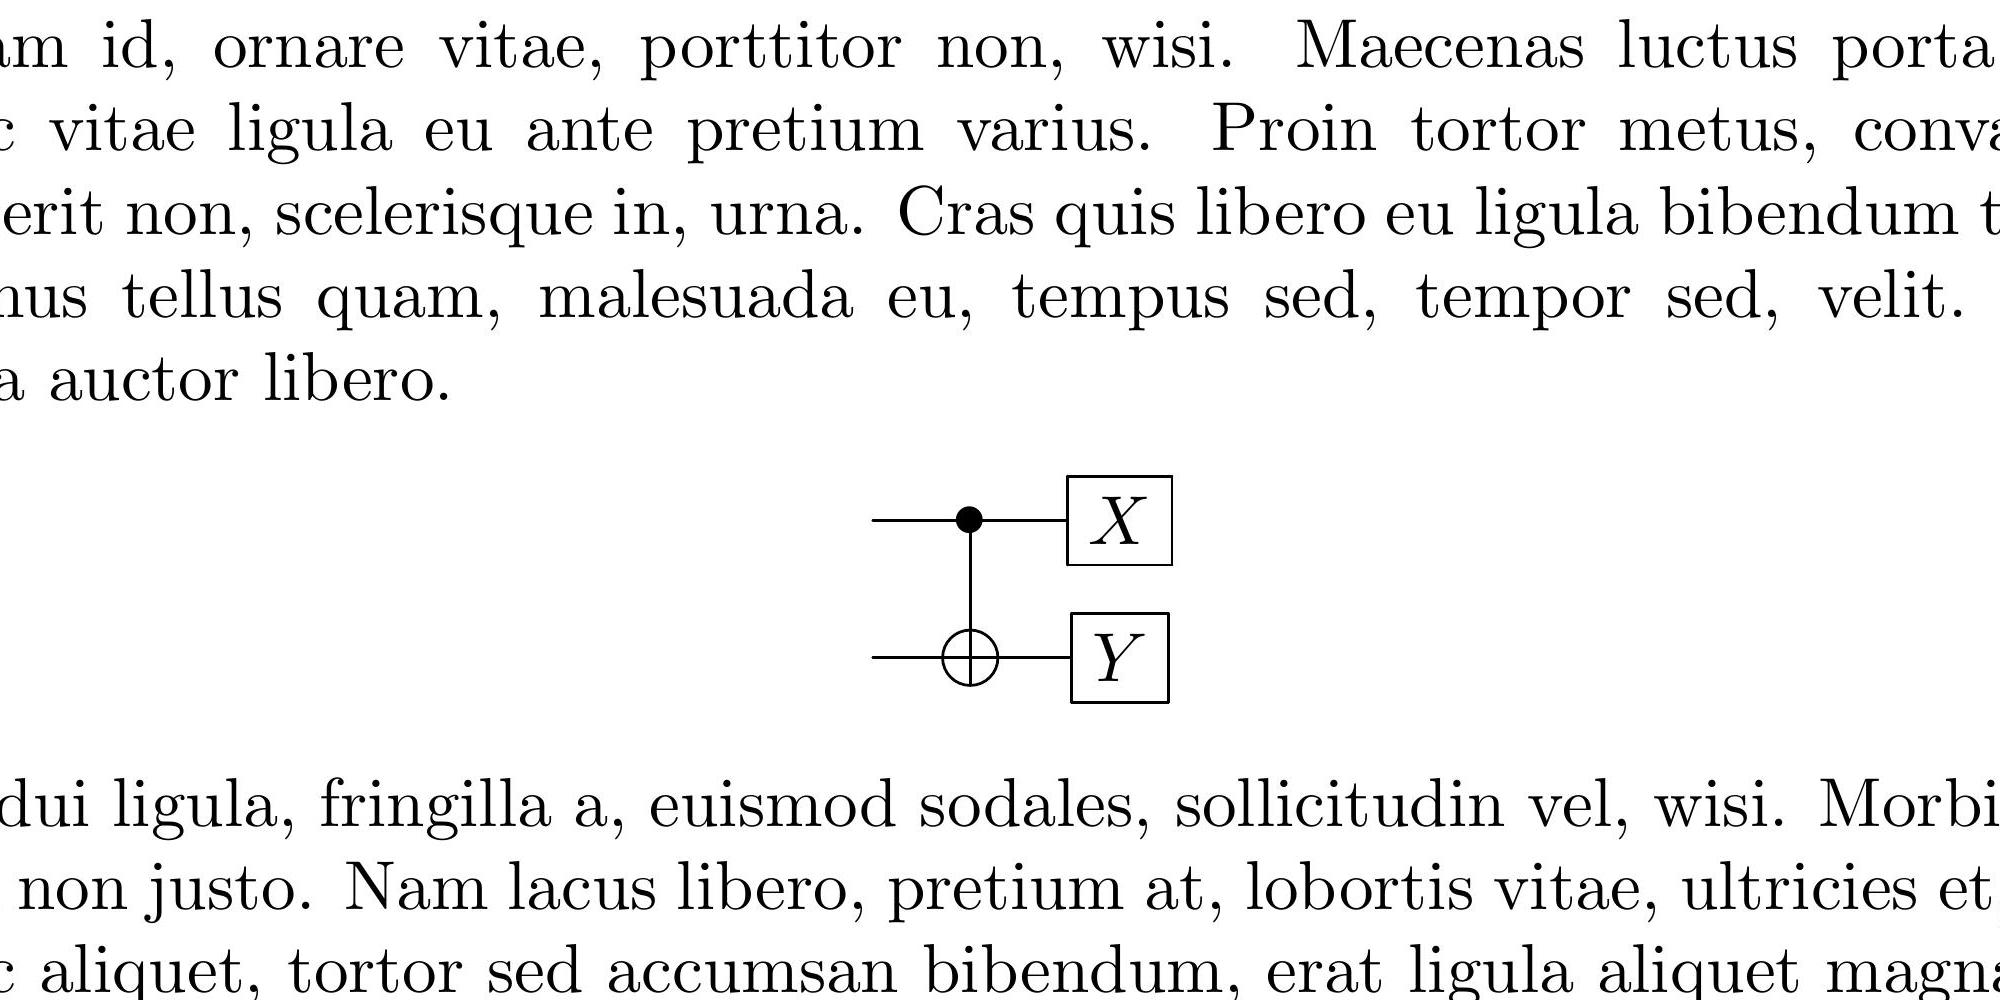 am id, ornare vitae, porttitor non, wisi. Maecenas luctus porta
c vitae ligula eu ante pretium varius. Proin tortor metus, conva
erit non, scelerisque in, urna. Cras quis libero eu ligula bibendum t
nus tellus quam, malesuada eu, tempus sed, tempor sed, velit.
a auctor libero.
X
Y
dui ligula, fringilla a, euismod sodales, sollicitudin vel, wisi. Morbi
non justo. Nam lacus libero, pretium at, lobortis vitae, ultricies et,
c aliquet, tortor sed accumsan bibendum, erat ligula aliquet magna